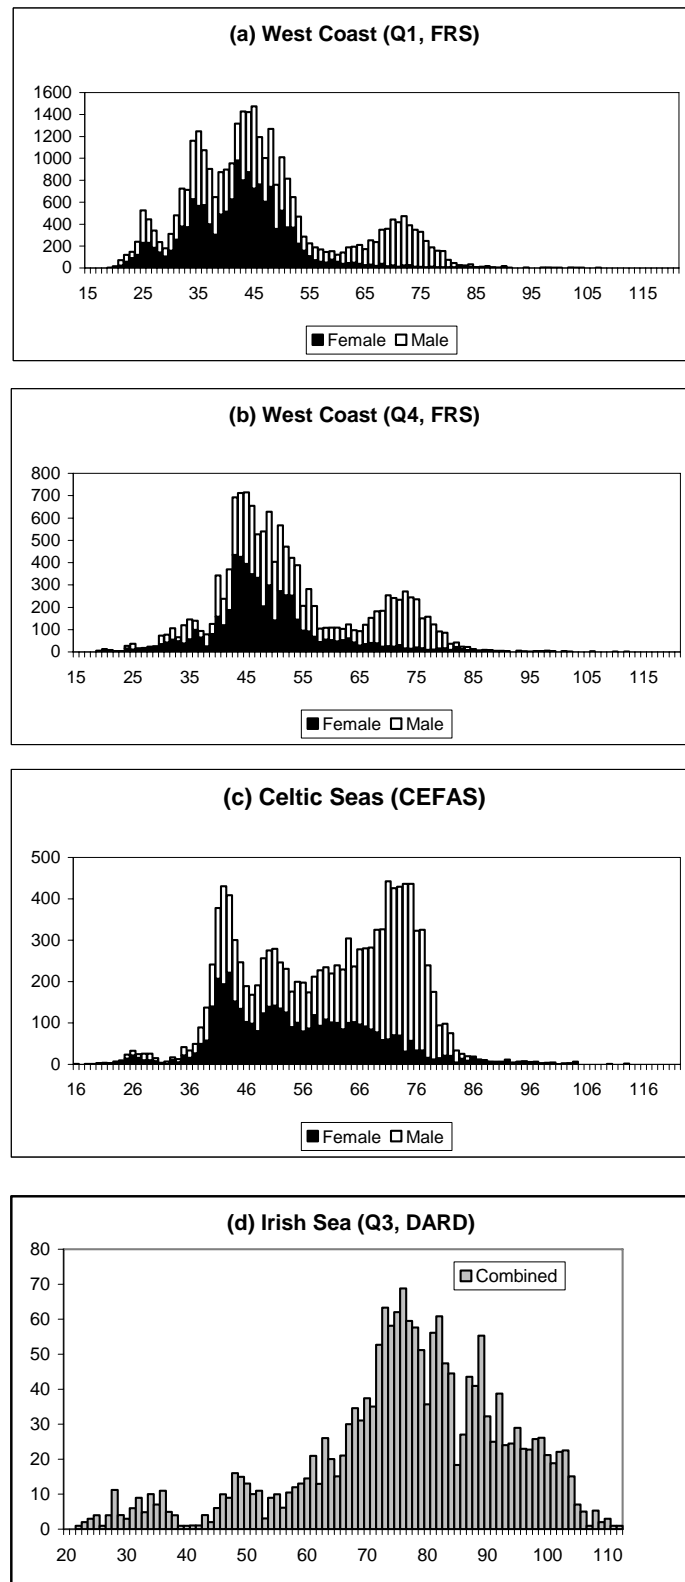 (a) West Coast (Q1, FRS)
1600
1400
1200
1000
800
600
400
200
0
15 25 35 45 55 65 75 85 95 105 115
Female Male
(b) West Coast (Q4, FRS)
800
700
600
500
400
300
200
100
0
15 25 35 45 55 65 75 85 95 105 115
Female Male
(c) Celtic Seas (CEFAS)
500
400
300
200
100
0
16 26 36 46 56 66 76 86 96 106 116
Female Male
(d) Irish Sea (Q3, DARD)
80
70
60
50
40
30
20
10
0
Combined
20 30 40 50 60 70 80 90 100 110